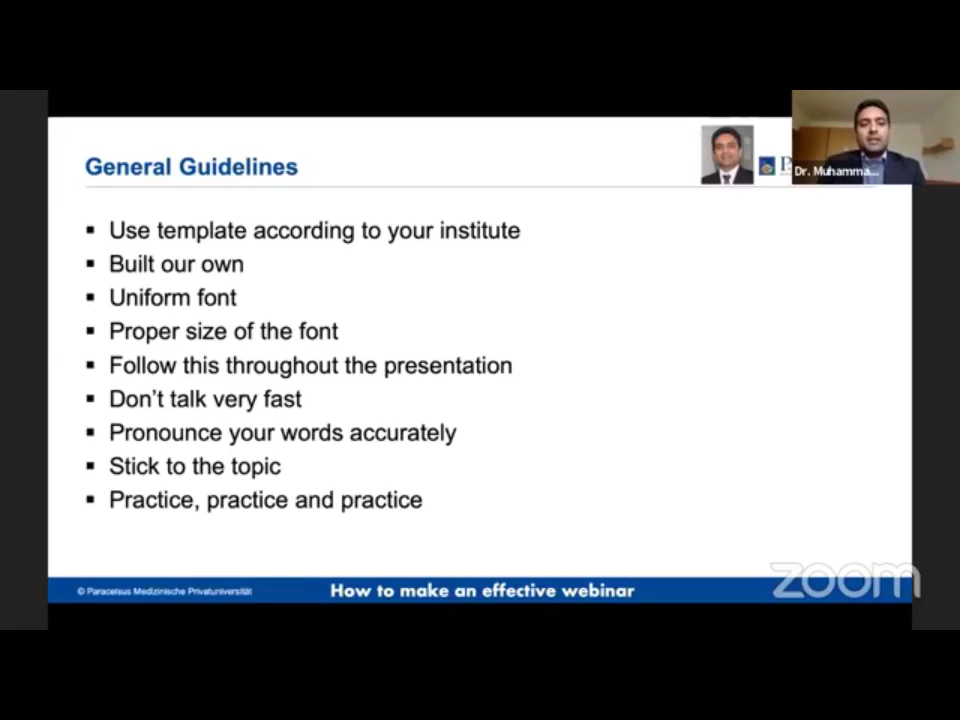 General Guidelines
P
Dr. Muhamma...
Use template according to your institute
Built our own
Uniform font
Proper size of the font
Follow this throughout the presentation
Don't talk very fast
Pronounce your words accurately
Stick to the topic
Practice, practice and practice
© Paracelsus Medizinische Privatuniversität
How to make an effective webinar
zoom